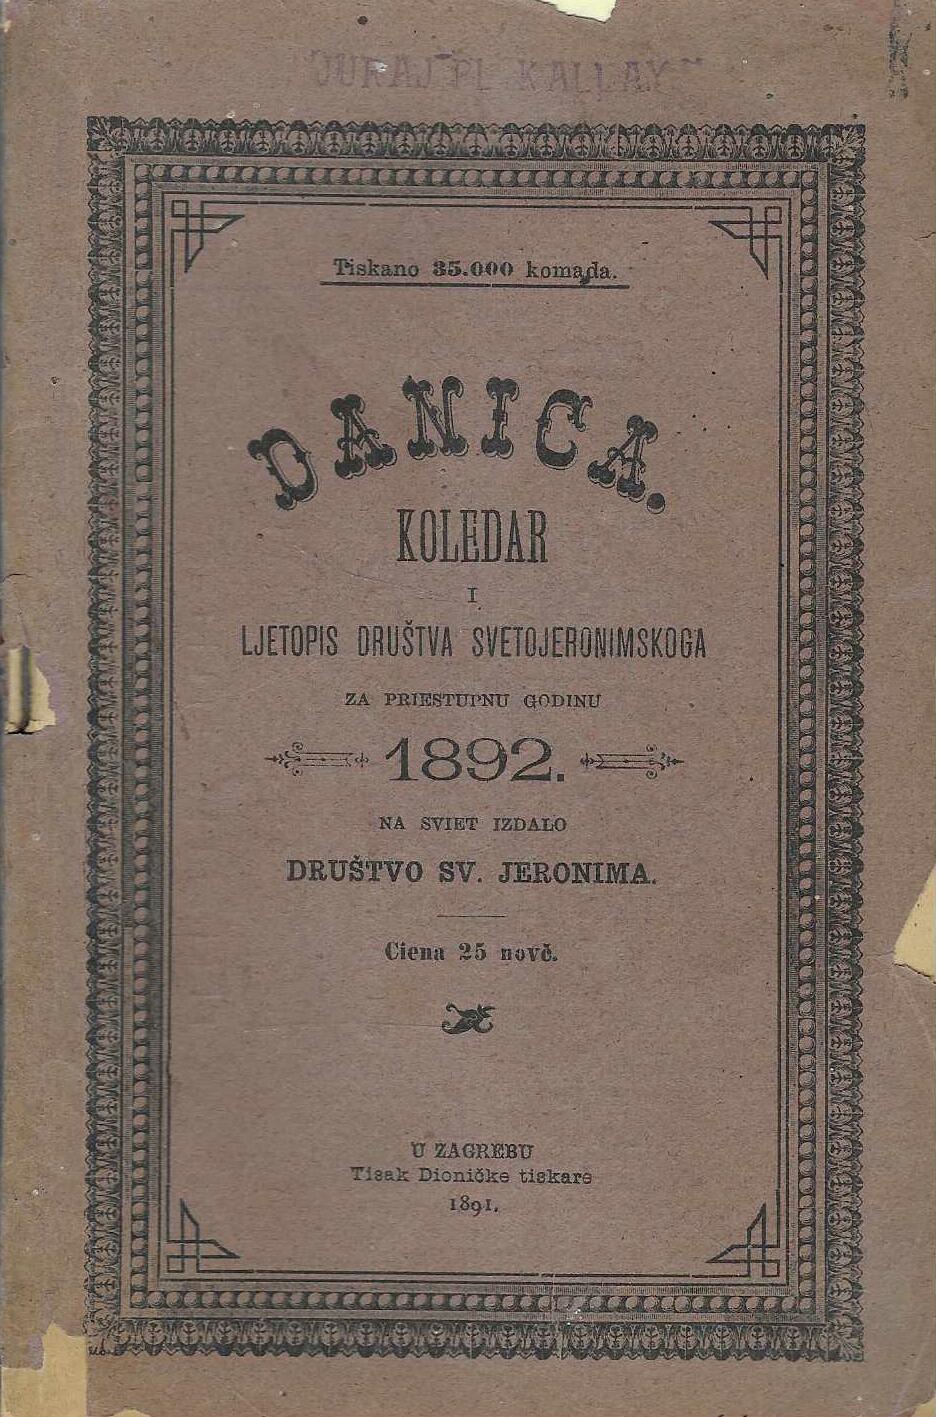 "JURAJ PL KALLAY"
Tiskano 35.000 komada.
DANICA.
KOLEDAR
I
LJETOPIS DRUŠTVA SVETOJERONIMSKOGA
ZA PRIESTUPNU GODINU
1892.
NA SVIET IZDALO
DRUŠTVO SV. JERONIMA.
Ciena 25 novč.
U ZAGREBU
Tisak Dioničke tiskare
1891.